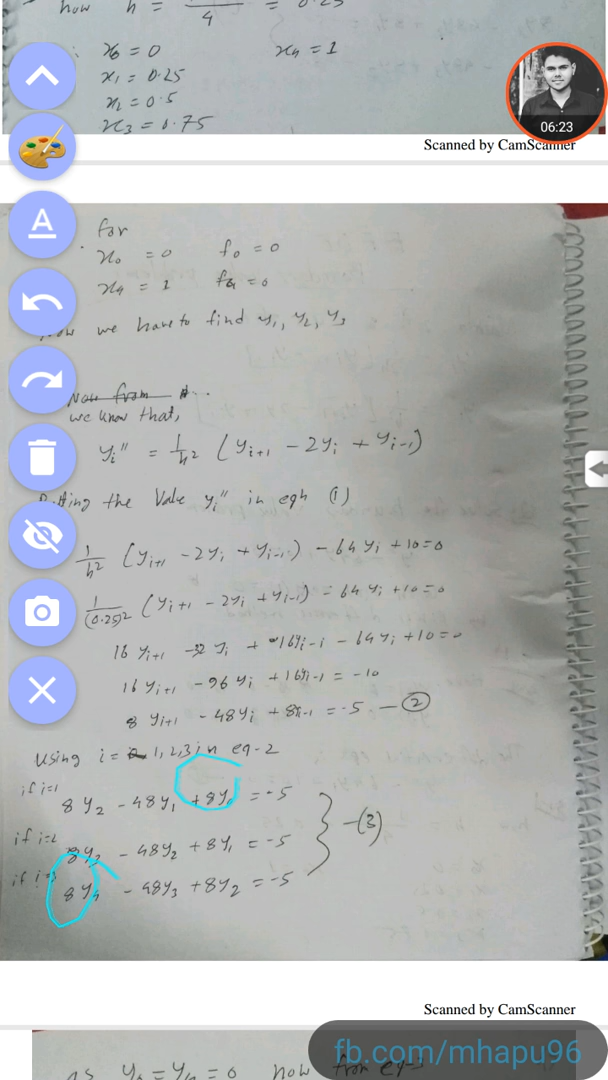 now h = 4 = 0.25
x0 = 0 x4 = 1
x1 = 0.25
x2 = 0.5
x3 = 0.75
06:23
Scanned by CamScanner
for
x0 = 0 f0 = 0
x4 = 1 f4 = 0
we have to find y1, y2, y3
Now from
we know that,
yi'' = 1/h² (yi+1 - 2yi + yi-1)
the Value yi'' in eqn (1)
1/h² (yi+1 - 2yi + yi-1) - 64yi + 10 = 0
1/(0.25)² (yi+1 - 2yi + yi-1) - 64yi + 10 = 0
16 yi+1 - 32 yi + 16yi-1 - 64yi + 10 = 0
16 yi+1 - 96 yi + 16yi-1 = -10
8 yi+1 - 48yi + 8yi-1 = -5 — (2)
Using i = 1, 2, 3 in eq-2
if i=1
8y2 - 48y1 + 8y0 = -5
if i=2
8y3 - 48y2 + 8y1 = -5 —(3)
if i=3
8y4 - 48y3 + 8y2 = -5
Scanned by CamScanner
as y0 = y4 = 0 now from eq-3
fb.com/mhapu96
A